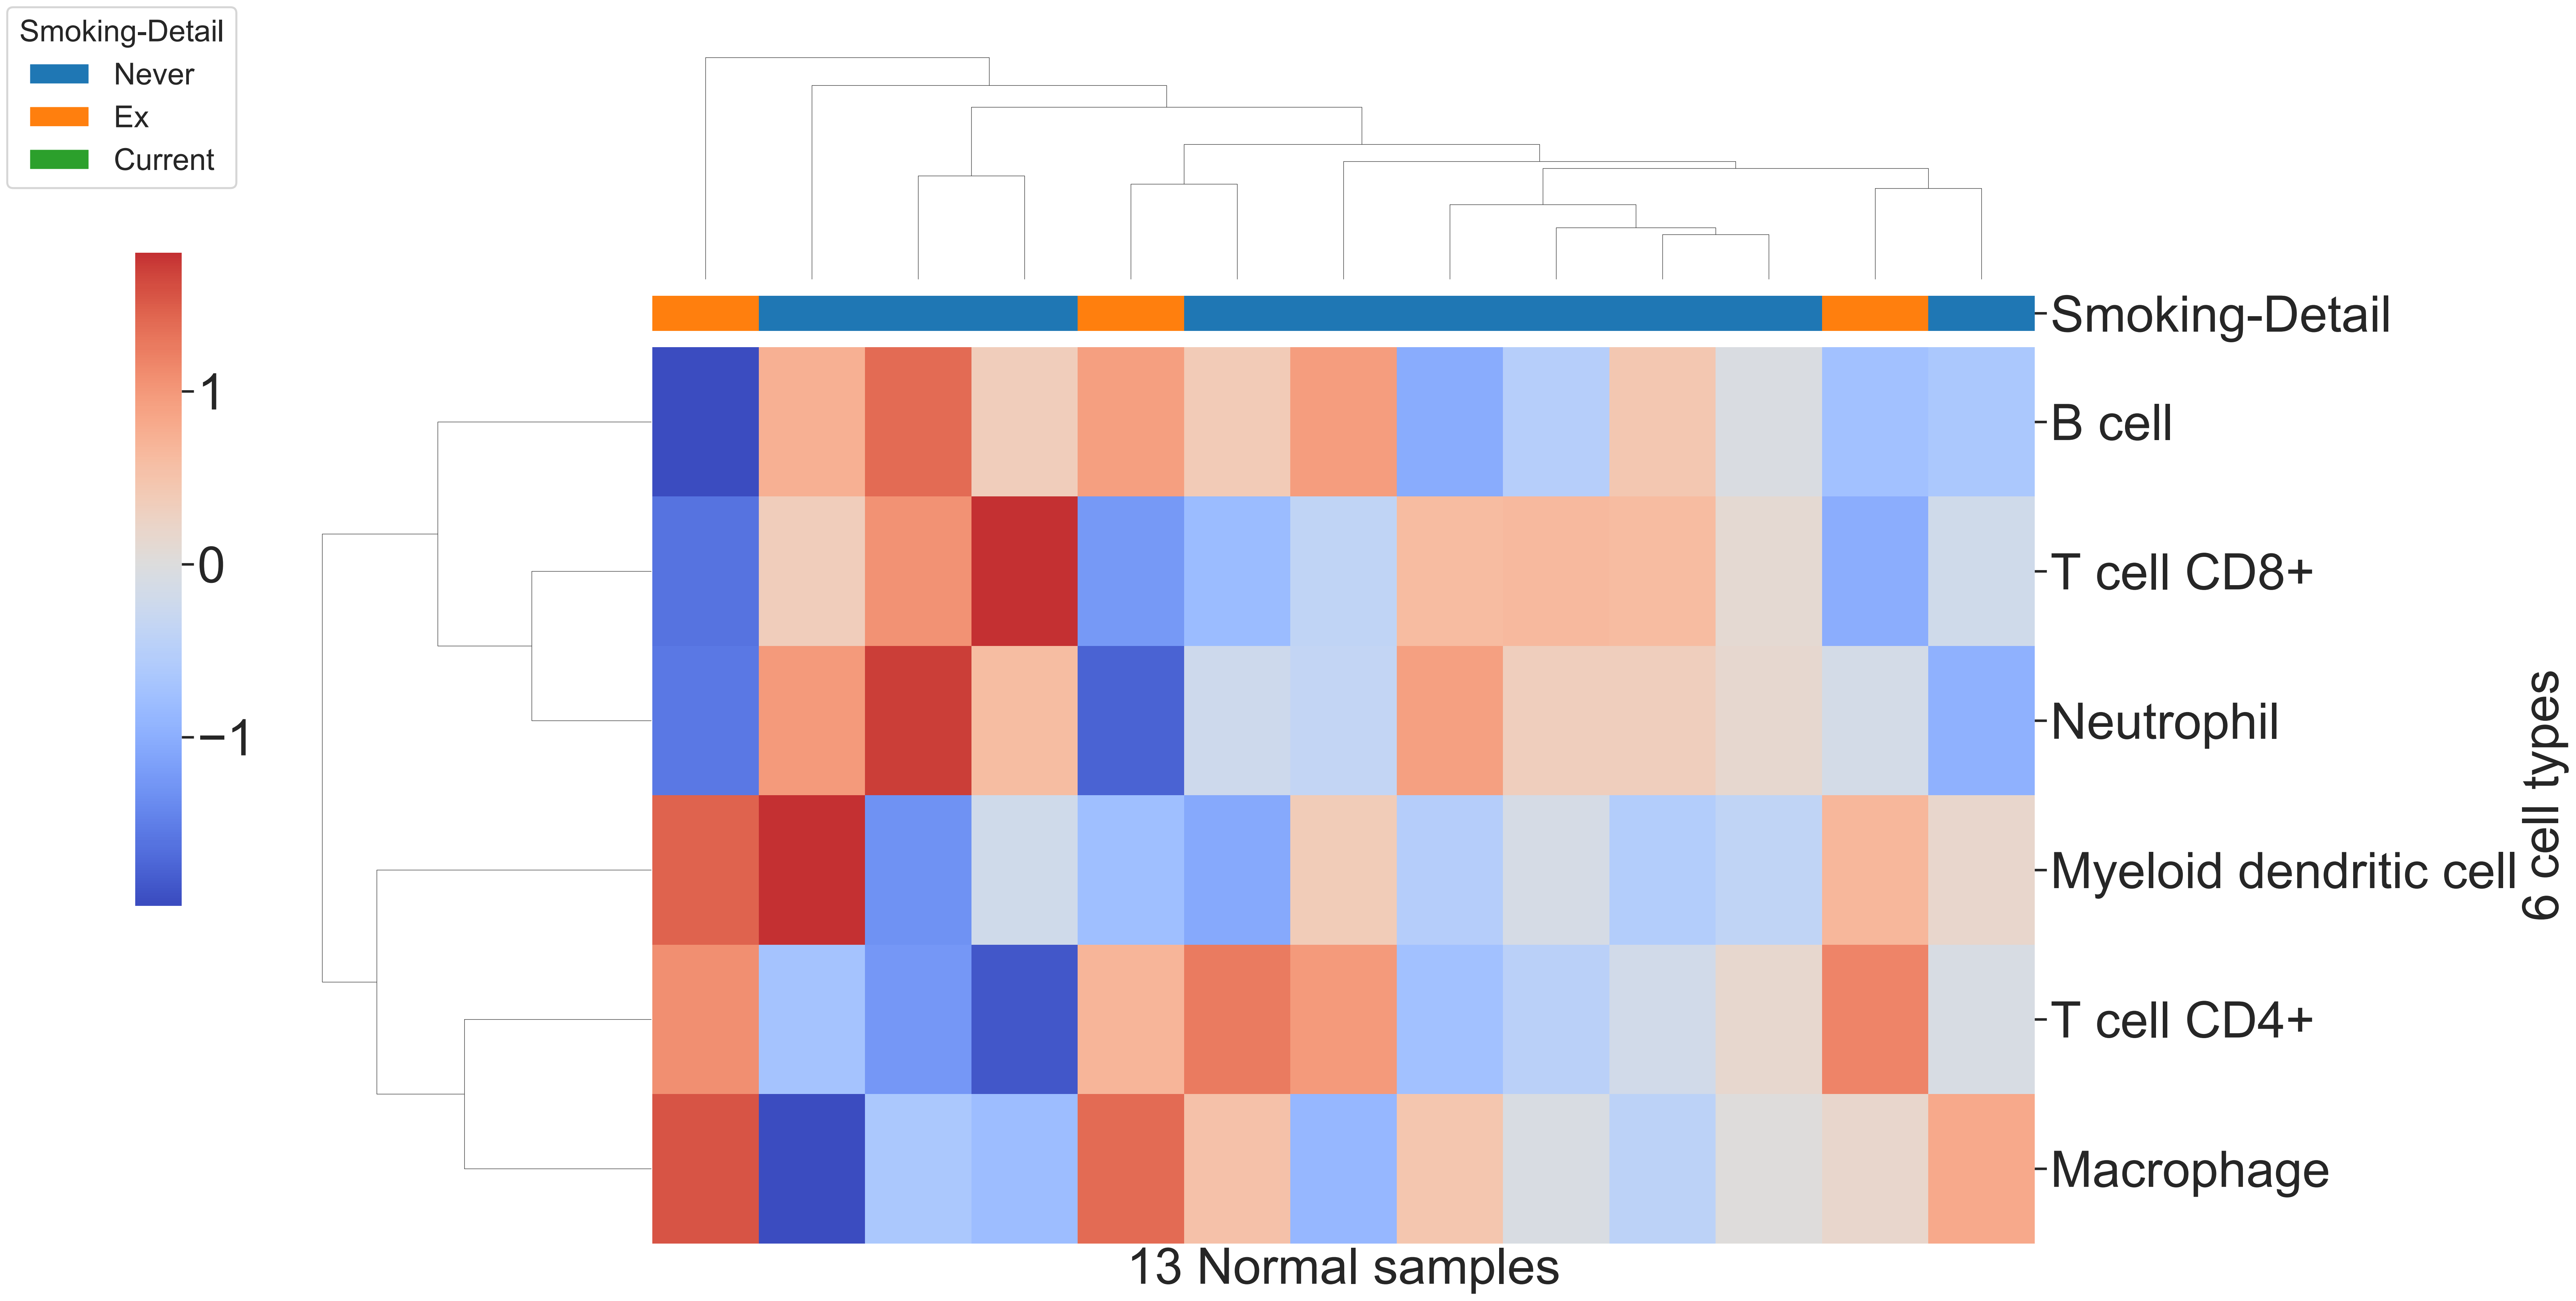 Smoking-Detail
Never
Ex
Current
1
0
−1
Smoking-Detail
B cell
T cell CD8+
Neutrophil
Myeloid dendritic cell
T cell CD4+
Macrophage
6 cell types
13 Normal samples